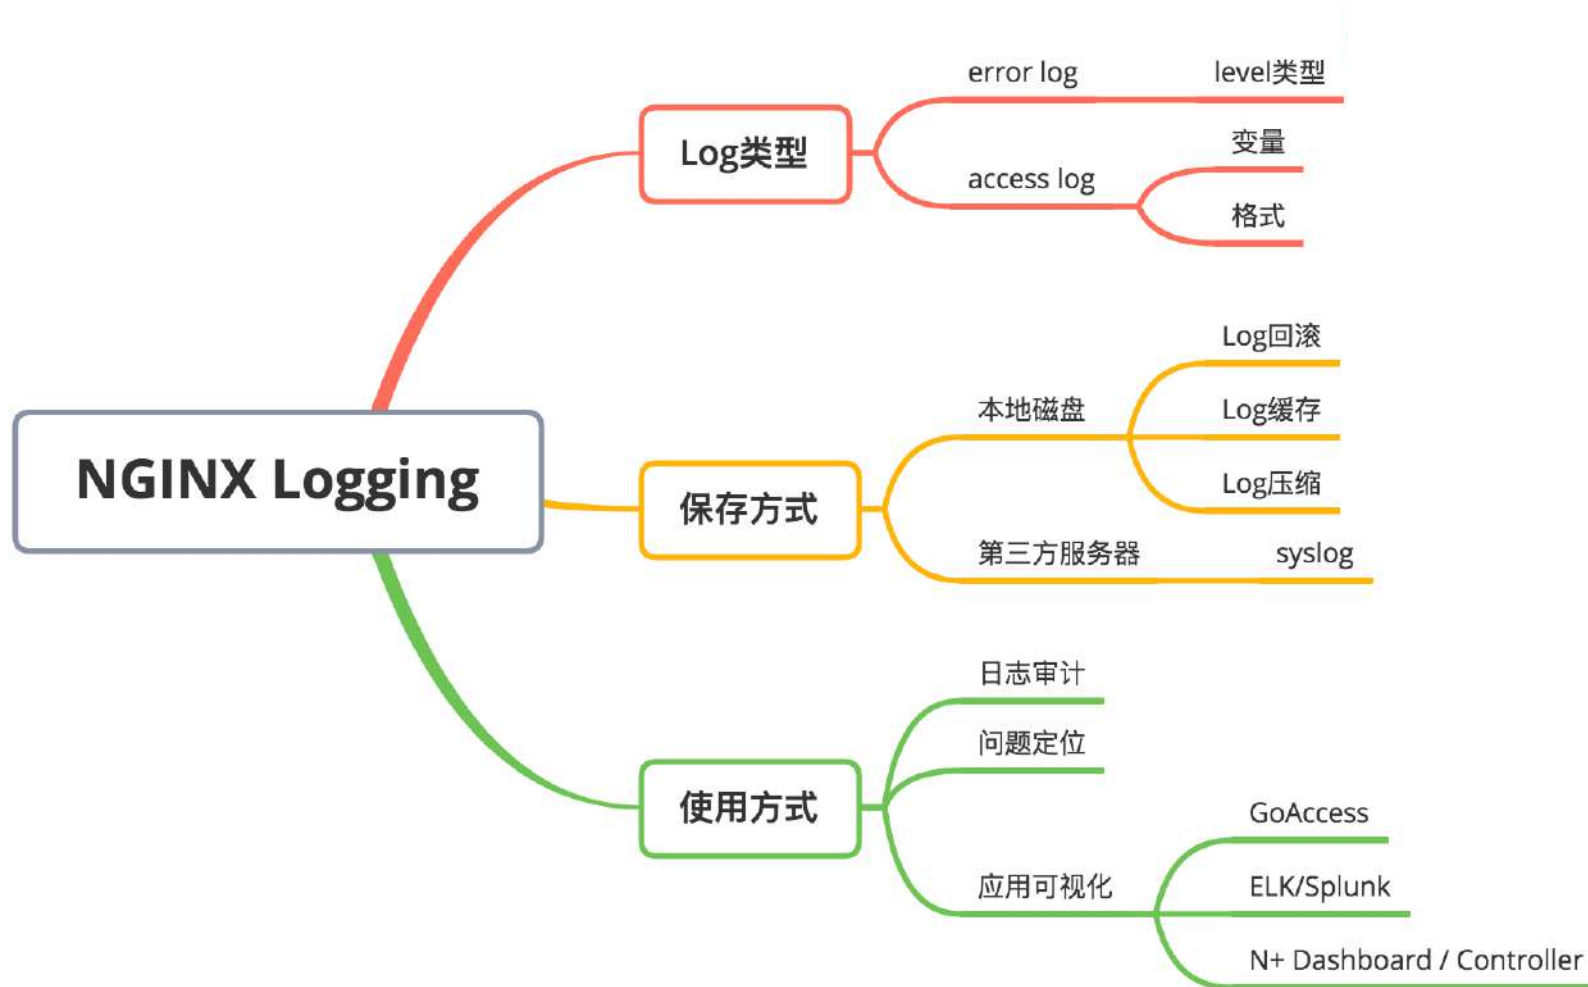 NGINX Logging
Log类型
error log
level类型
access log
变量
格式
保存方式
本地磁盘
Log回滚
Log缓存
Log压缩
第三方服务器
syslog
使用方式
日志审计
问题定位
应用可视化
GoAccess
ELK/Splunk
N+ Dashboard / Controller